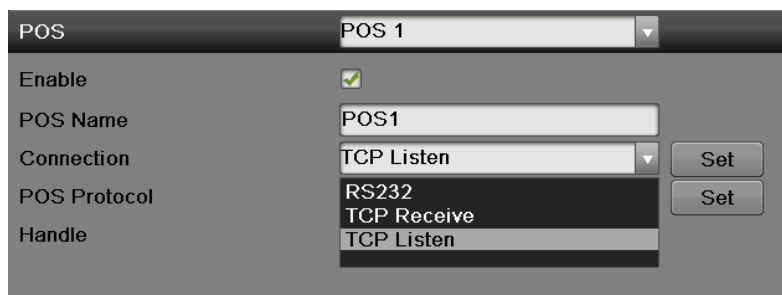 POS POS 1
Enable
POS Name POS1
Connection TCP Listen Set
POS Protocol RS232 Set
TCP Receive
Handle TCP Listen